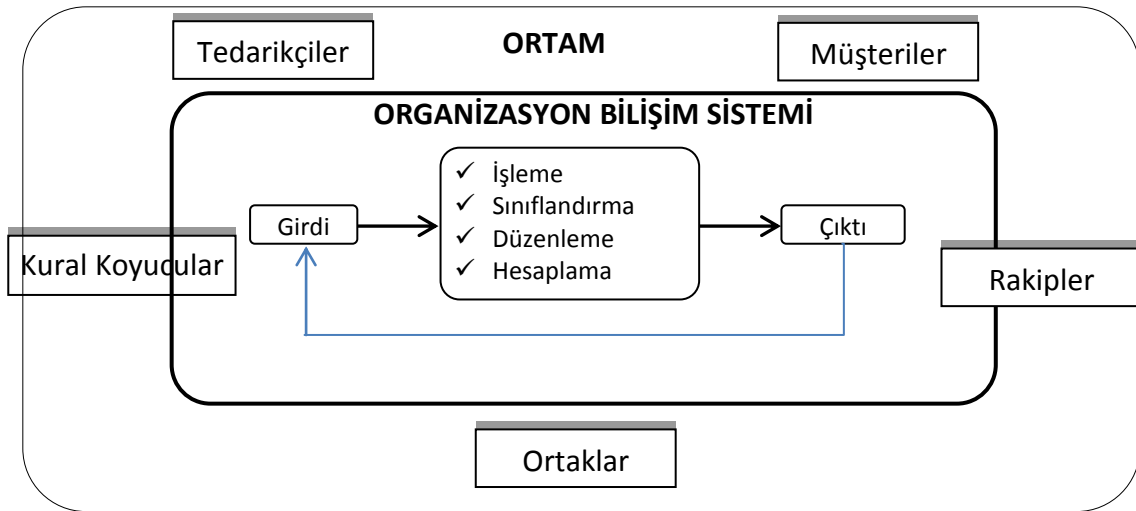 Tedarikçiler
ORTAM
Müşteriler
ORGANİZASYON BİLİŞİM SİSTEMİ
✓ İşleme
✓ Sınıflandırma
✓ Düzenleme
✓ Hesaplama
Girdi
Çıktı
Kural Koyucular
Rakipler
Ortaklar